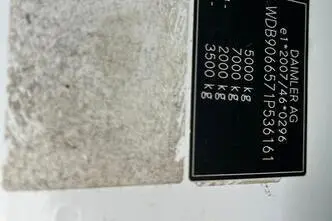 DAIMLER AG
e1*2007/46*0296
WDB9066571P536161
5000 kg
7000 kg
2000 kg
3500 kg